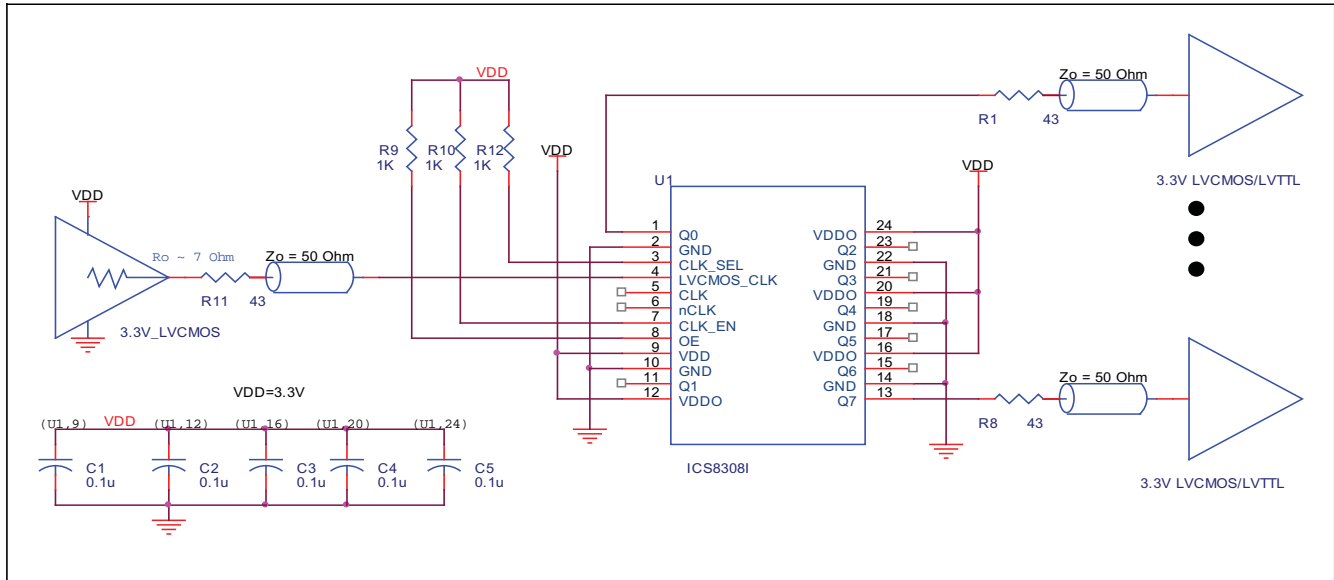 VDD
R9
1K
R10
1K
R12
1K
VDD
VDD
Ro ~ 7 Ohm
R11
43
Zo = 50 Ohm
3.3V_LVCMOS
U1
1
2
3
4
5
6
7
8
9
10
11
12
Q0
GND
CLK_SEL
LVCMOS_CLK
CLK
nCLK
CLK_EN
OE
VDD
GND
Q1
VDDO
VDDO
Q2
GND
Q3
VDDO
Q4
GND
Q5
VDDO
Q6
GND
Q7
24
23
22
21
20
19
18
17
16
15
14
13
ICS8308I
VDD
R1
43
Zo = 50 Ohm
3.3V LVCMOS/LVTTL
R8
43
Zo = 50 Ohm
3.3V LVCMOS/LVTTL
VDD=3.3V
(U1,9)
VDD
(U1,12)
(U1,16)
(U1,20)
(U1,24)
C1
0.1u
C2
0.1u
C3
0.1u
C4
0.1u
C5
0.1u